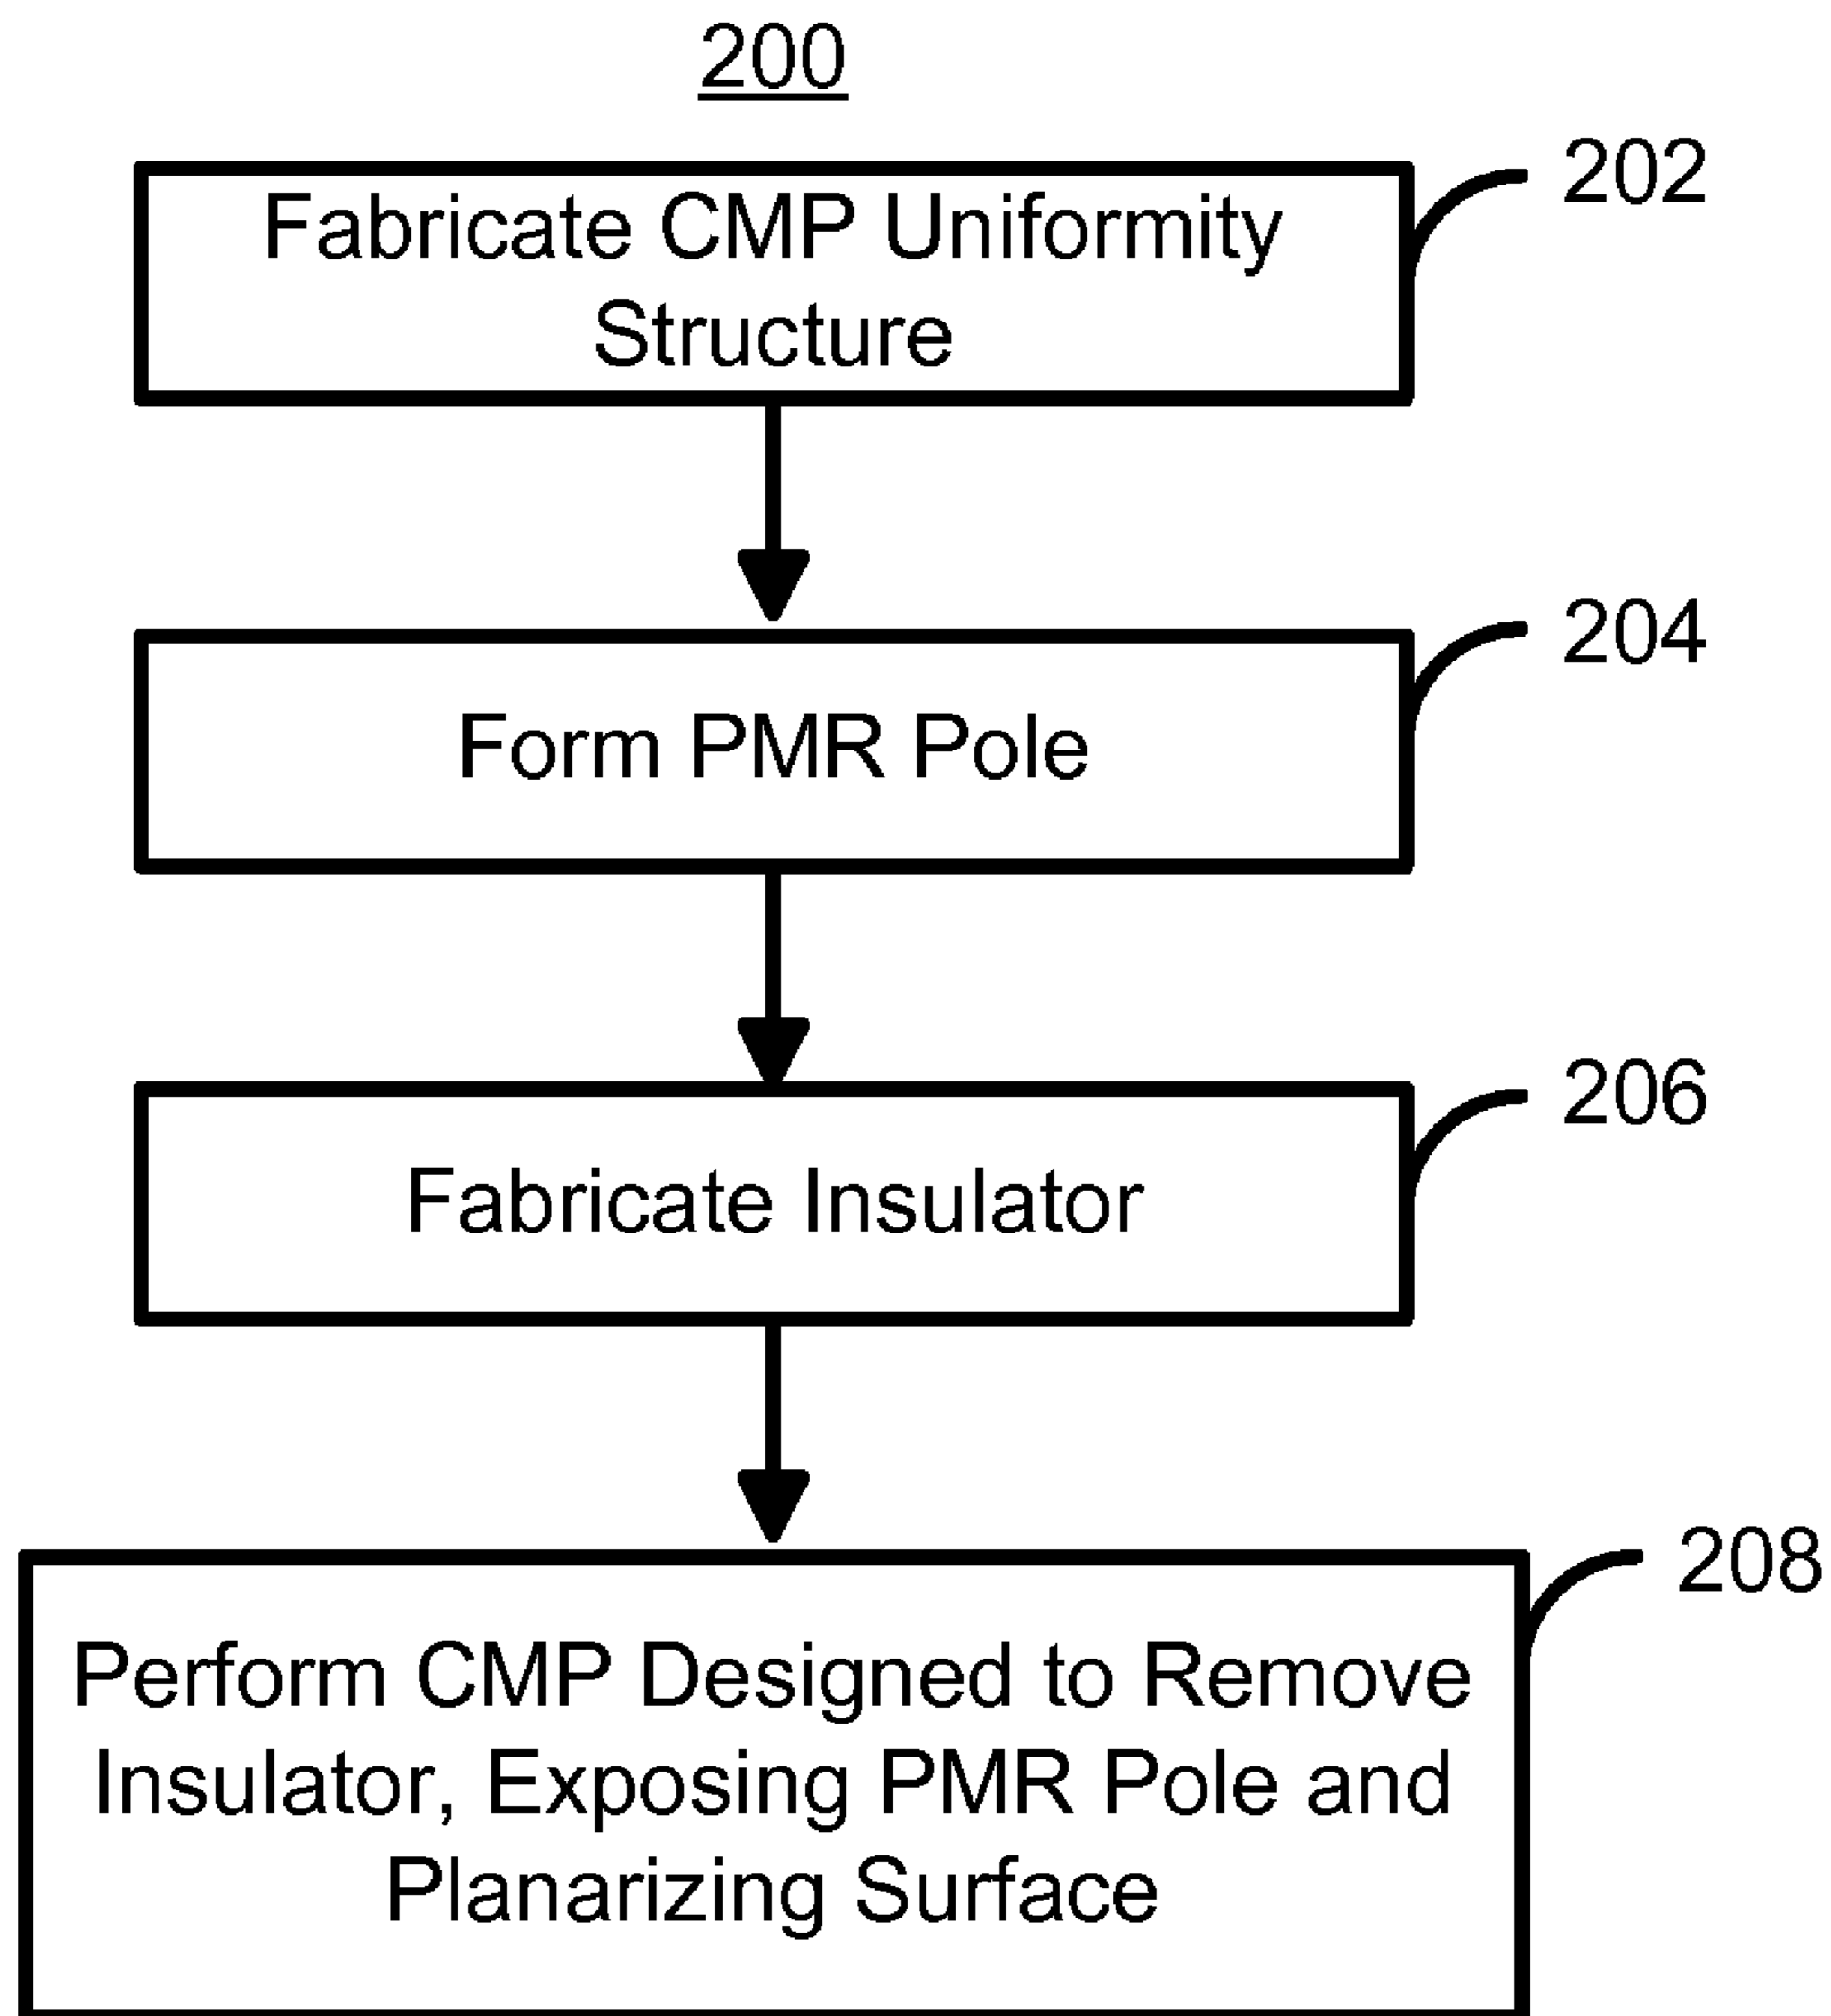 200
202
Fabricate CMP Uniformity
Structure
204
Form PMR Pole
206
Fabricate Insulator
208
Perform CMP Designed to Remove
Insulator, Exposing PMR Pole and
Planarizing Surface